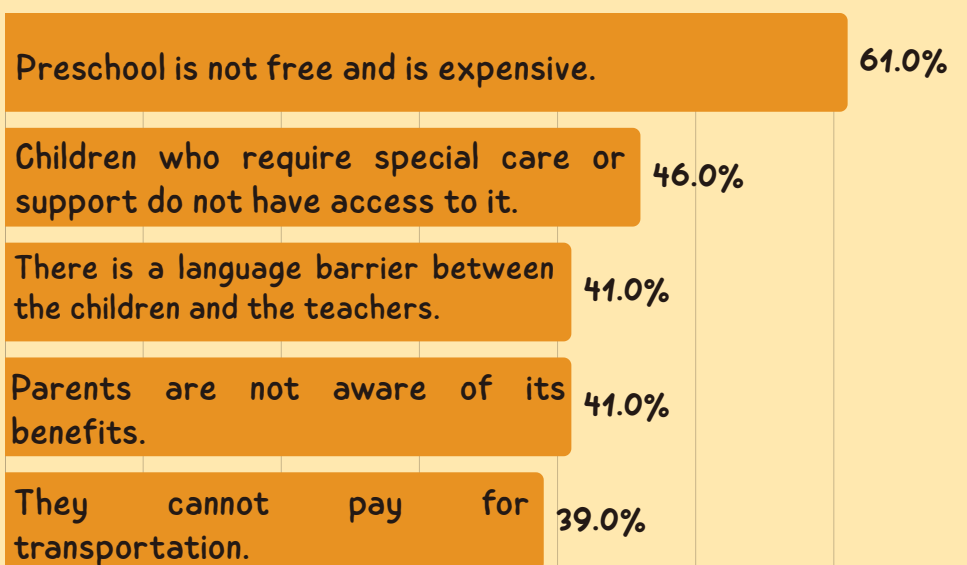 Preschool is not free and is expensive.
61.0%
Children who require special care or
support do not have access to it.
46.0%
There is a language barrier between
the children and the teachers.
41.0%
Parents are not aware of its
benefits.
41.0%
They cannot pay for
transportation.
39.0%